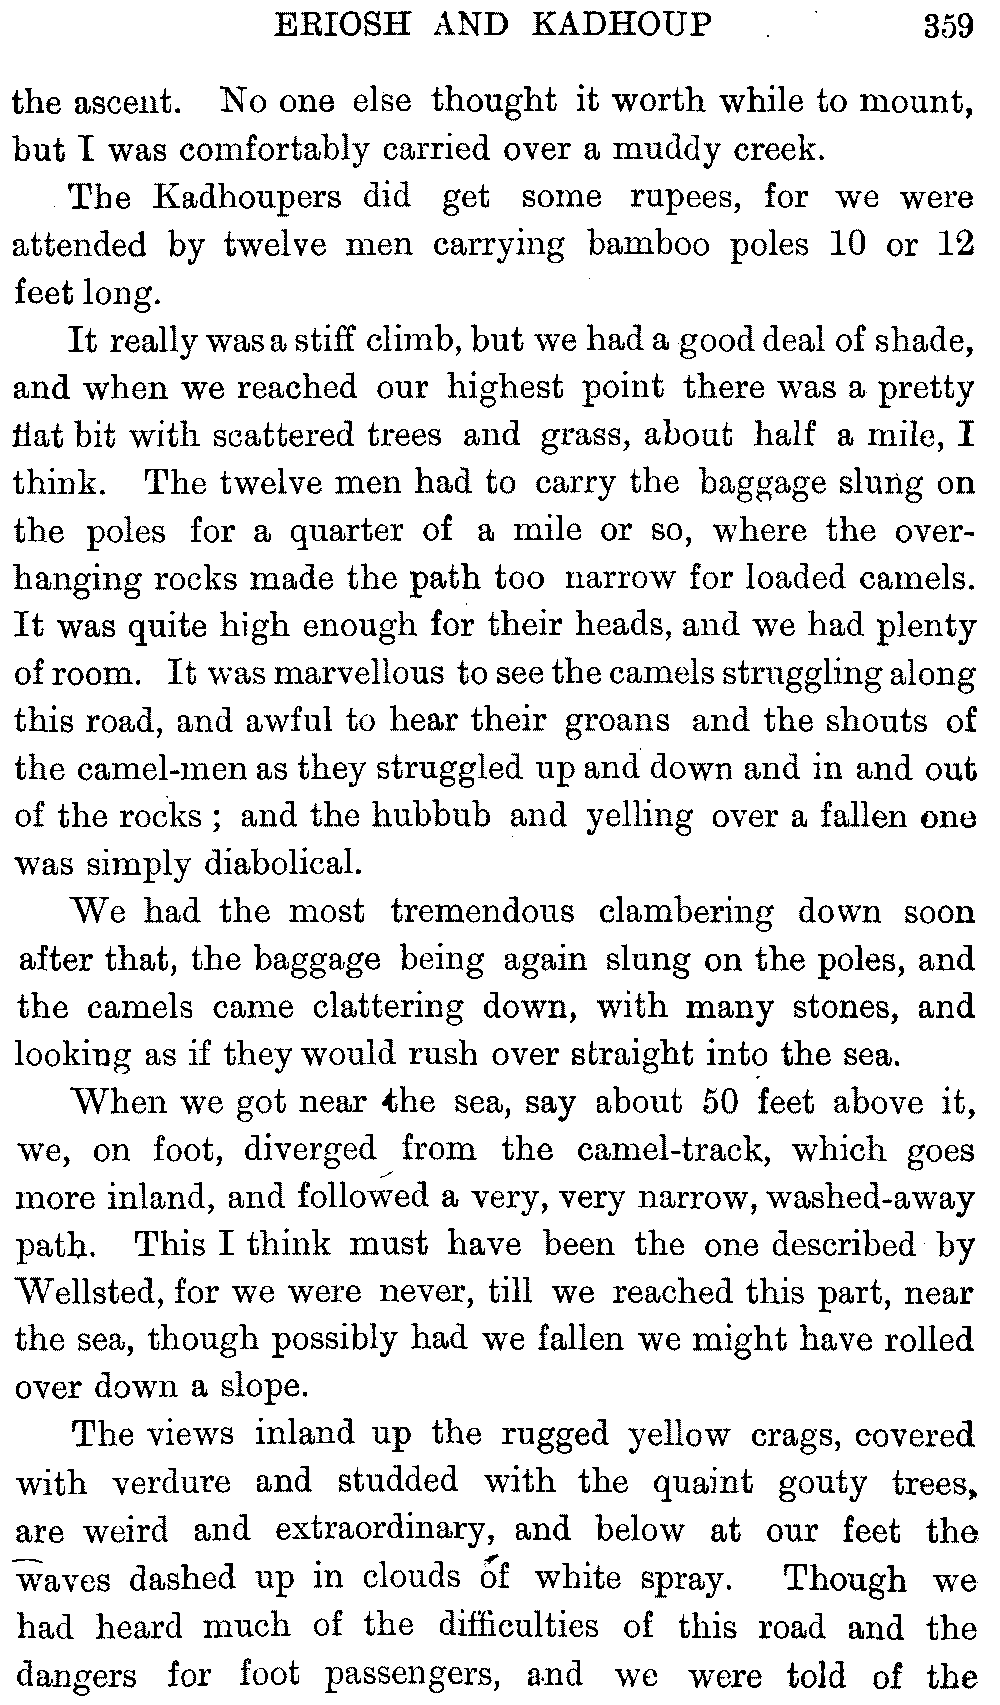 ERIOSH AND KADHOUP 359
the ascent. No one else thought it worth while to mount,
but I was comfortably carried over a muddy creek.
The Kadhoupers did get some rupees, for we were
attended by twelve men carrying bamboo poles 10 or 12
feet long.
It really was a stiff climb, but we had a good deal of shade,
and when we reached our highest point there was a pretty
flat bit with scattered trees and grass, about half a mile, I
think. The twelve men had to carry the baggage slung on
the poles for a quarter of a mile or so, where the over-
hanging rocks made the path too narrow for loaded camels.
It was quite high enough for their heads, and we had plenty
of room. It was marvellous to see the camels struggling along
this road, and awful to hear their groans and the shouts of
the camel-men as they struggled up and down and in and out
of the rocks ; and the hubbub and yelling over a fallen one
was simply diabolical.
We had the most tremendous clambering down soon
after that, the baggage being again slung on the poles, and
the camels came clattering down, with many stones, and
looking as if they would rush over straight into the sea.
When we got near the sea, say about 50 feet above it,
we, on foot, diverged from the camel-track, which goes
more inland, and followed a very, very narrow, washed-away
path. This I think must have been the one described by
Wellsted, for we were never, till we reached this part, near
the sea, though possibly had we fallen we might have rolled
over down a slope.
The views inland up the rugged yellow crags, covered
with verdure and studded with the quaint gouty trees,
are weird and extraordinary, and below at our feet the
waves dashed up in clouds of white spray. Though we
had heard much of the difficulties of this road and the
dangers for foot passengers, and we were told of the